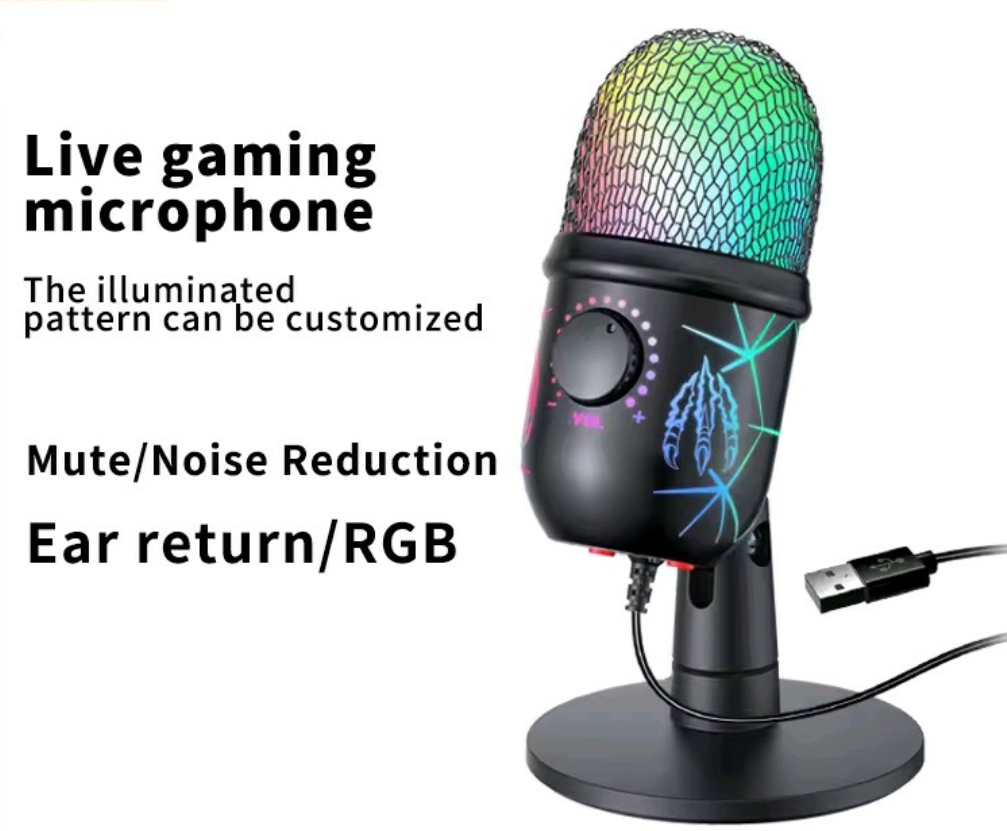 Live gaming
microphone
The illuminated
pattern can be customized
Mute/Noise Reduction
Ear return/RGB
VOL
- +